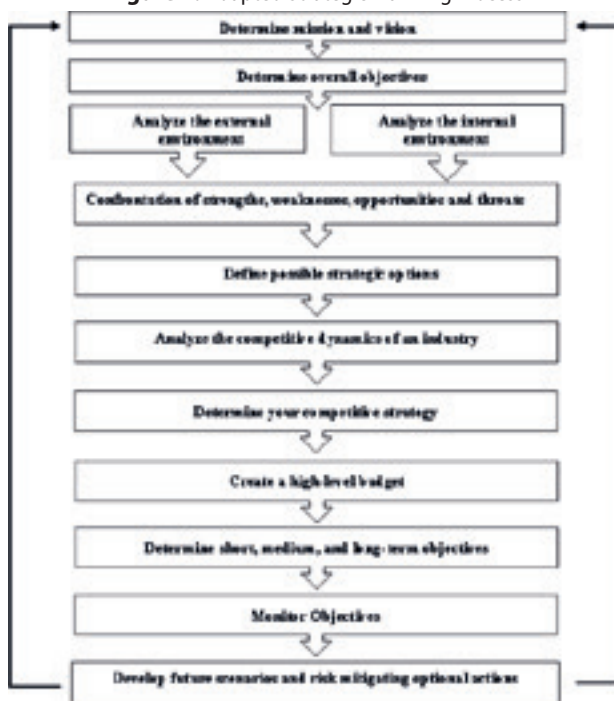 Determine mission and vision
Determine overall objectives
Analyze the external
environment
Analyze the internal
environment
Confrontation of strengths, weaknesses, opportunities and threats
Define possible strategic options
Analyze the competitive dynamics of an industry
Determine your competitive strategy
Create a high-level budget
Determine short, medium, and long-term objectives
Monitor Objectives
Develop future scenarios and risk mitigating optional actions